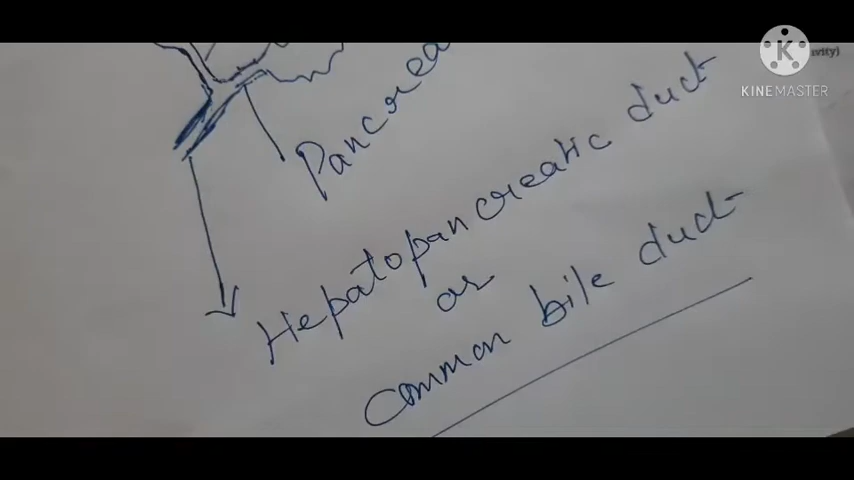 KINEMASTER
Pancrea
Hepatopancreatic duct
or
Common bile duct